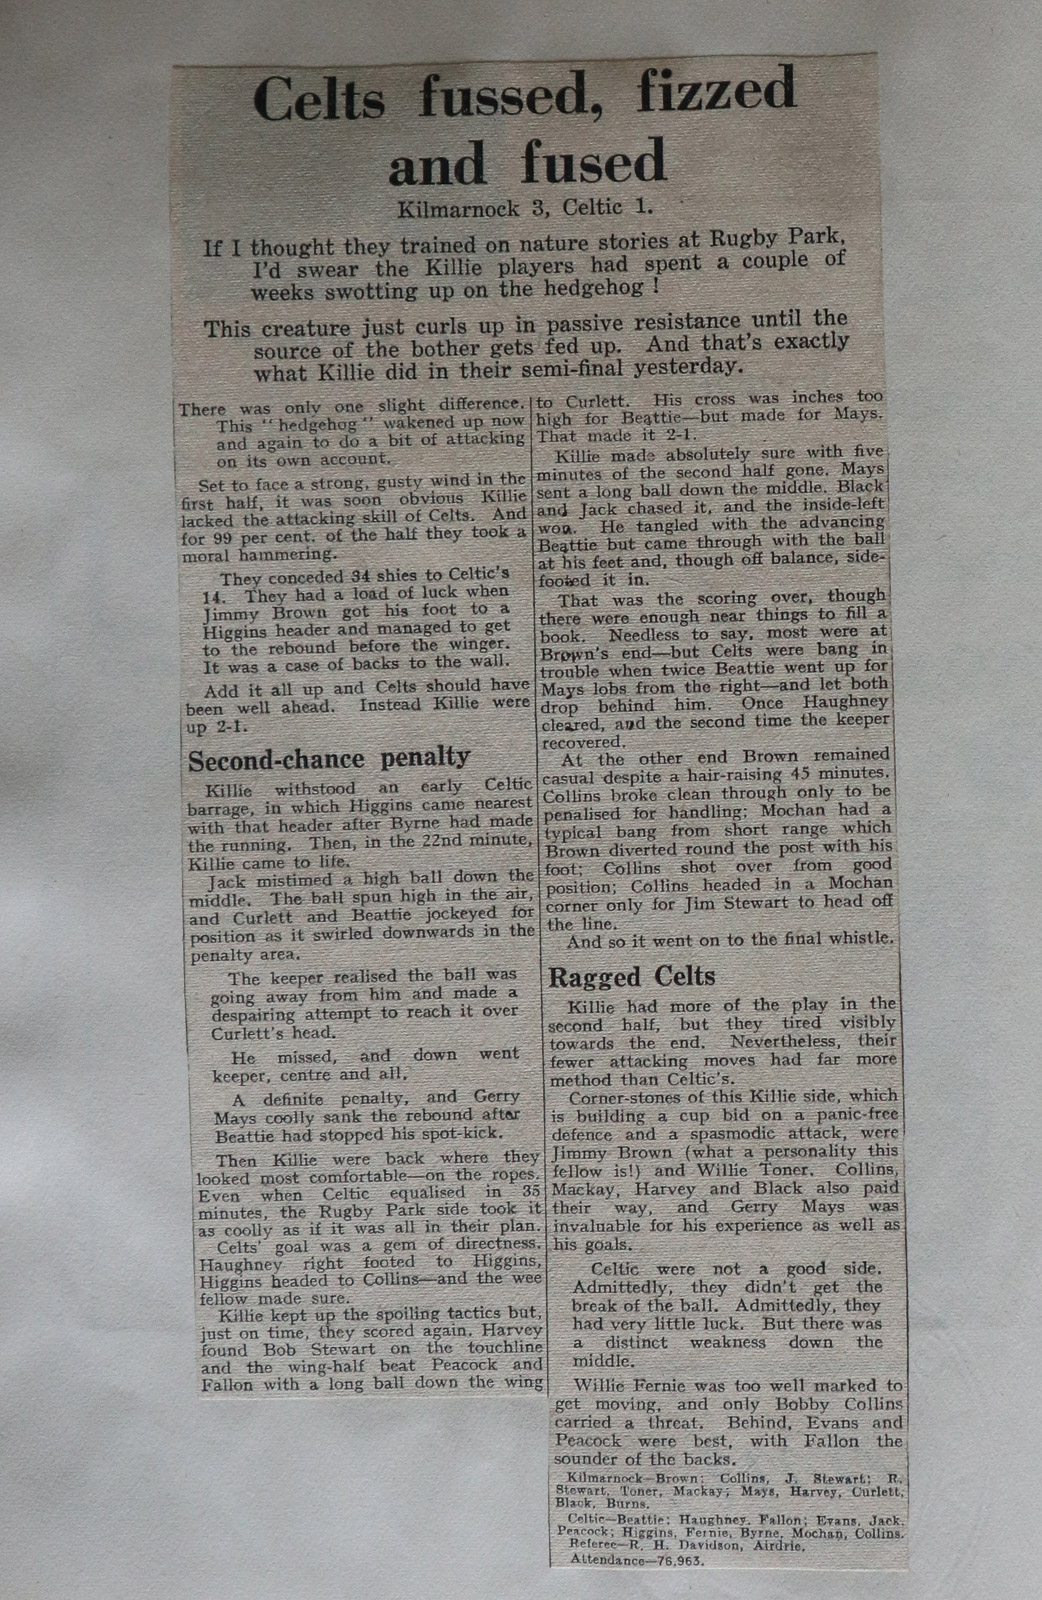 Celts fussed, fizzed
and fused
Kilmarnock 3, Celtic 1.
If I thought they trained on nature stories at Rugby Park,
I'd swear the Killie players had spent a couple of
weeks swotting up on the hedgehog !
This creature just curls up in passive resistance until the
source of the bother gets fed up. And that's exactly
what Killie did in their semi-final yesterday.
There was only one slight difference.
This "hedgehog" wakened up now
and again to do a bit of attacking
on its own account.
Set to face a strong, gusty wind in the
first half, it was soon obvious Killie
lacked the attacking skill of Celts. And
for 99 per cent. of the half they took a
moral hammering.
They conceded 34 shies to Celtic's
14. They had a load of luck when
Jimmy Brown got his foot to a
Higgins header and managed to get
to the rebound before the winger.
It was a case of backs to the wall.
Add it all up and Celts should have
been well ahead. Instead Killie were
up 2-1.
Second-chance penalty
Killie withstood an early Celtic
barrage, in which Higgins came nearest
with that header after Byrne had made
the running. Then, in the 22nd minute,
Killie came to life.
Jack mistimed a high ball down the
middle. The ball spun high in the air,
and Curlett and Beattie jockeyed for
position as it swirled downwards in the
penalty area.
The keeper realised the ball was
going away from him and made a
despairing attempt to reach it over
Curlett's head.
He missed, and down went
keeper, centre and all.
A definite penalty, and Gerry
Mays coolly sank the rebound after
Beattie had stopped his spot-kick.
Then Killie were back where they
looked most comfortable—on the ropes.
Even when Celtic equalised in 35
minutes, the Rugby Park side took it
as coolly as if it was all in their plan.
Celts' goal was a gem of directness.
Haughney right footed to Higgins,
Higgins headed to Collins—and the wee
fellow made sure.
Killie kept up the spoiling tactics but,
just on time, they scored again. Harvey
found Bob Stewart on the touchline
and the wing-half beat Peacock and
Fallon with a long ball down the wing
to Curlett. His cross was inches too
high for Beattie—but made for Mays.
That made it 2-1.
Killie made absolutely sure with five
minutes of the second half gone. Mays
sent a long ball down the middle. Black
and Jack chased it, and the inside-left
won. He tangled with the advancing
Beattie but came through with the ball
at his feet and, though off balance, side-
footed it in.
That was the scoring over, though
there were enough near things to fill a
book. Needless to say, most were at
Brown's end—but Celts were bang in
trouble when twice Beattie went up for
Mays lobs from the right—and let both
drop behind him. Once Haughney
cleared, and the second time the keeper
recovered.
At the other end Brown remained
casual despite a hair-raising 45 minutes.
Collins broke clean through only to be
penalised for handling; Mochan had a
typical bang from short range which
Brown diverted round the post with his
foot; Collins shot over from good
position; Collins headed in a Mochan
corner only for Jim Stewart to head off
the line.
And so it went on to the final whistle.
Ragged Celts
Killie had more of the play in the
second half, but they tired visibly
towards the end. Nevertheless, their
fewer attacking moves had far more
method than Celtic's.
Corner-stones of this Killie side, which
is building a cup bid on a panic-free
defence and a spasmodic attack, were
Jimmy Brown (what a personality this
fellow is!) and Willie Toner. Collins,
Mackay, Harvey and Black also paid
their way, and Gerry Mays was
invaluable for his experience as well as
his goals.
Celtic were not a good side.
Admittedly, they didn't get the
break of the ball. Admittedly, they
had very little luck. But there was
a distinct weakness down the
middle.
Willie Fernie was too well marked to
get moving, and only Bobby Collins
carried a threat. Behind, Evans and
Peacock were best, with Fallon the
sounder of the backs.
Kilmarnock—Brown; Collins, J. Stewart; R.
Stewart, Toner, Mackay; Mays, Harvey, Curlett,
Black, Burns.
Celtic—Beattie; Haughney, Fallon; Evans, Jack,
Peacock; Higgins, Fernie, Byrne, Mochan, Collins.
Referee—R. H. Davidson, Airdrie.
Attendance—76,963.